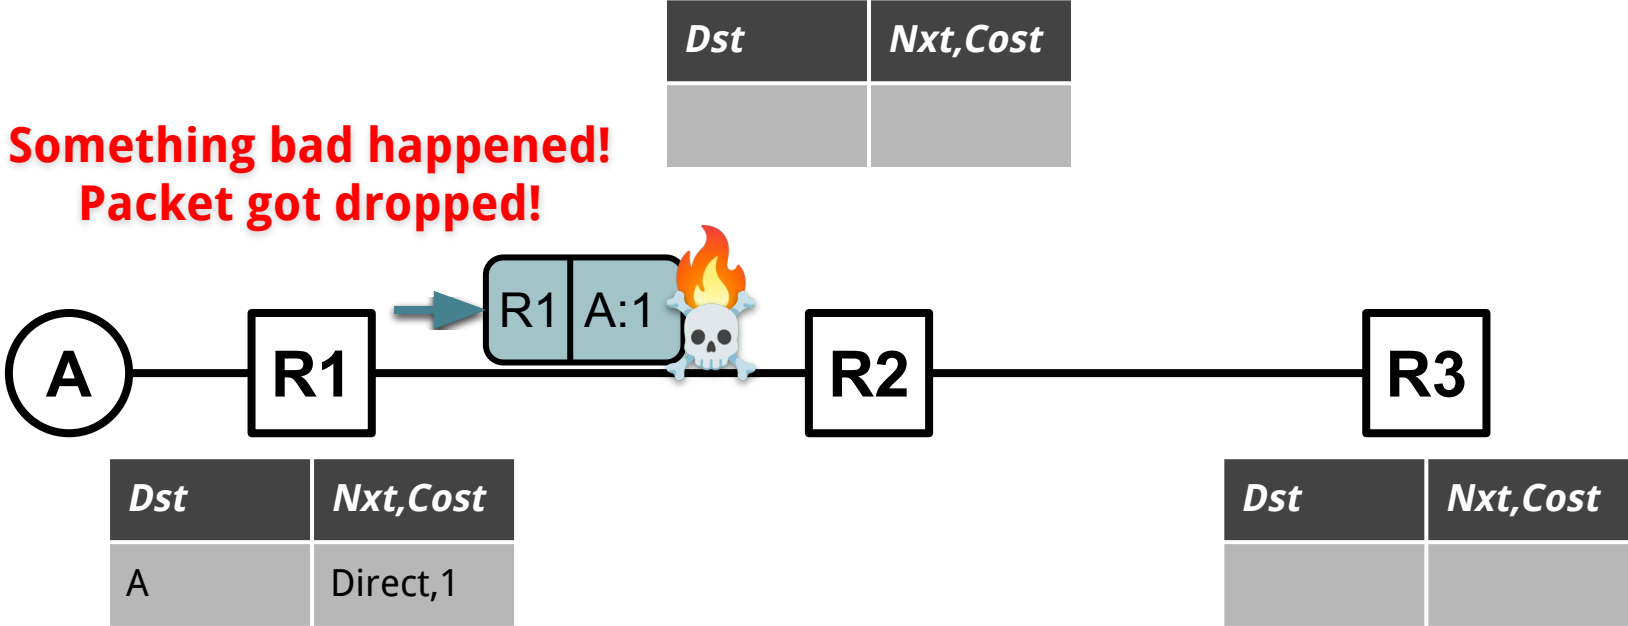 Dst Nxt,Cost
Something bad happened!
Packet got dropped!
R1 A:1
A R1 R2 R3
Dst Nxt,Cost
A Direct,1
Dst Nxt,Cost